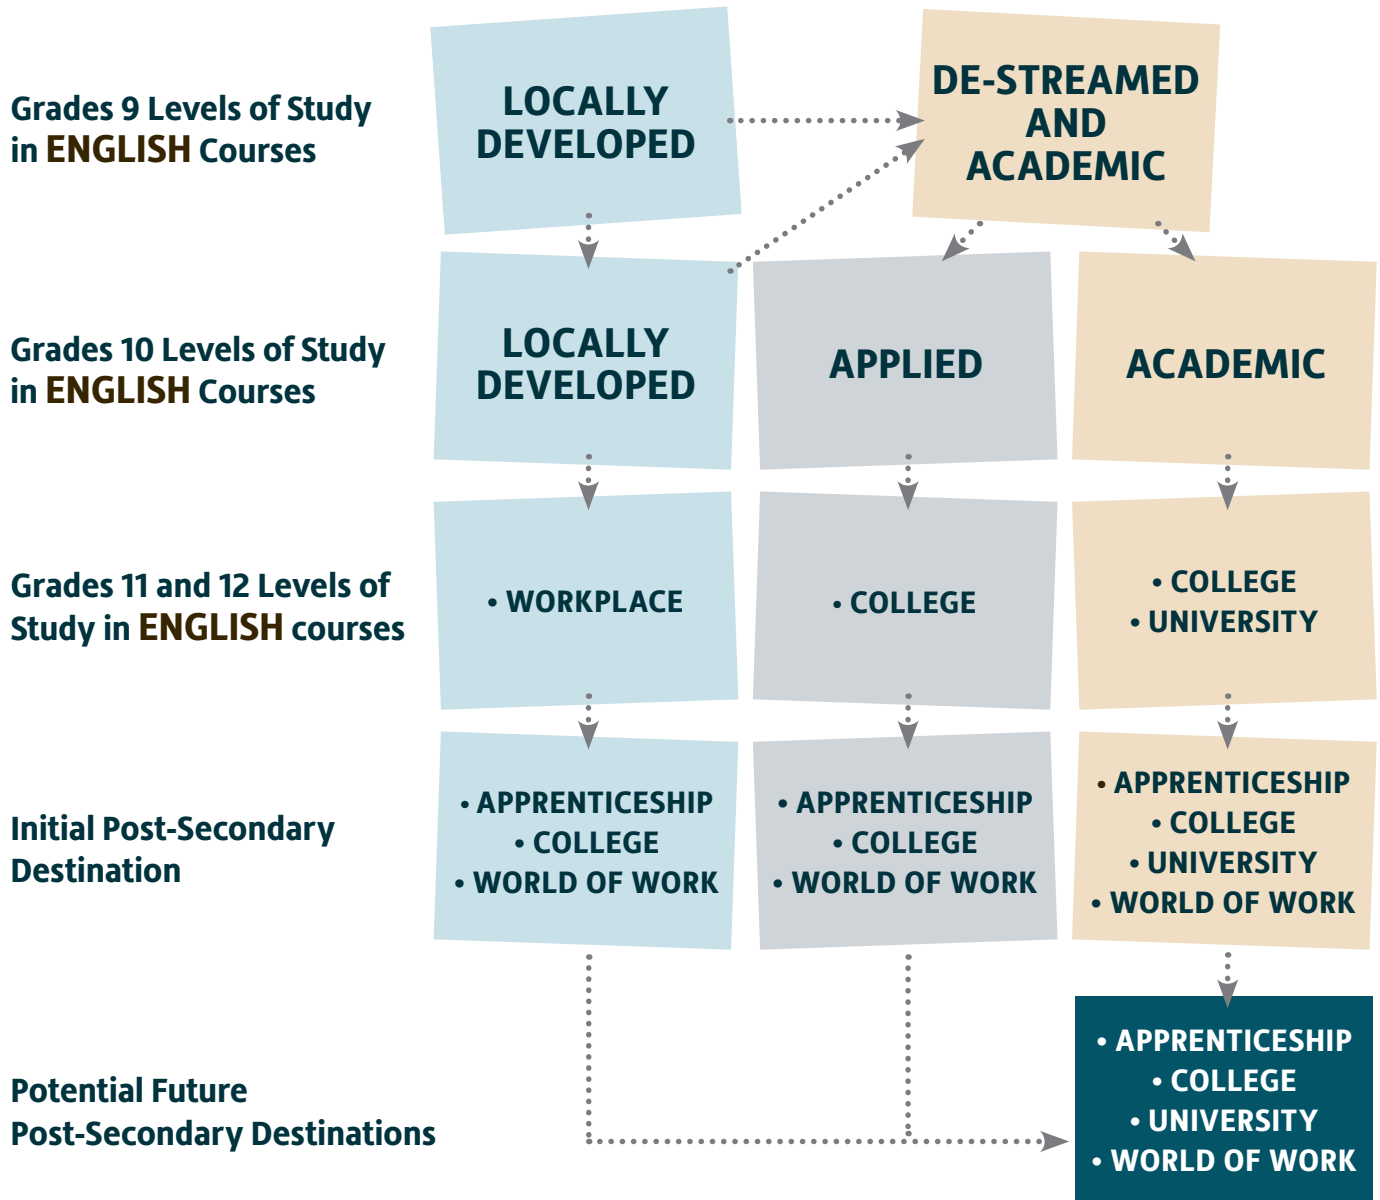 Grades 9 Levels of Study
in ENGLISH Courses
LOCALLY
DEVELOPED
DE-STREAMED
AND
ACADEMIC
Grades 10 Levels of Study
in ENGLISH Courses
LOCALLY
DEVELOPED
APPLIED
ACADEMIC
Grades 11 and 12 Levels of
Study in ENGLISH courses
• WORKPLACE
• COLLEGE
• COLLEGE
• UNIVERSITY
Initial Post-Secondary
Destination
• APPRENTICESHIP
• COLLEGE
• WORLD OF WORK
• APPRENTICESHIP
• COLLEGE
• WORLD OF WORK
• APPRENTICESHIP
• COLLEGE
• UNIVERSITY
• WORLD OF WORK
Potential Future
Post-Secondary Destinations
• APPRENTICESHIP
• COLLEGE
• UNIVERSITY
• WORLD OF WORK